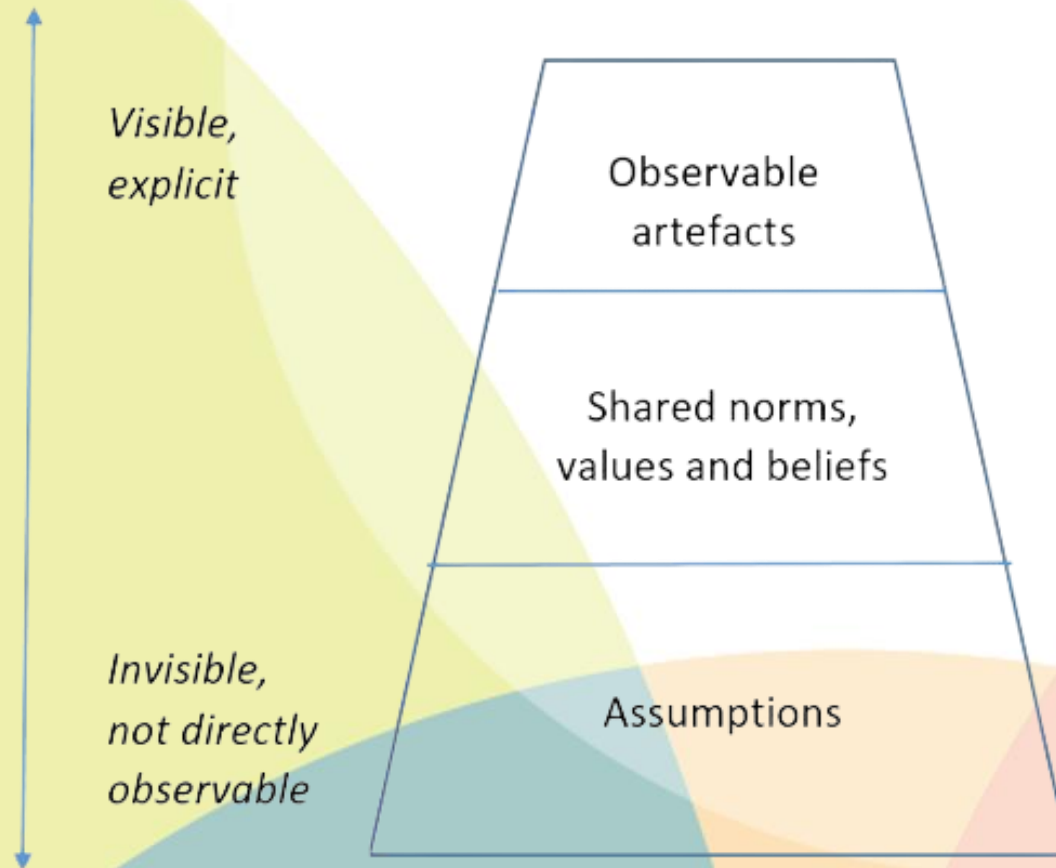 Visible,
explicit
Observable
artefacts
Shared norms,
values and beliefs
Invisible,
not directly
observable
Assumptions